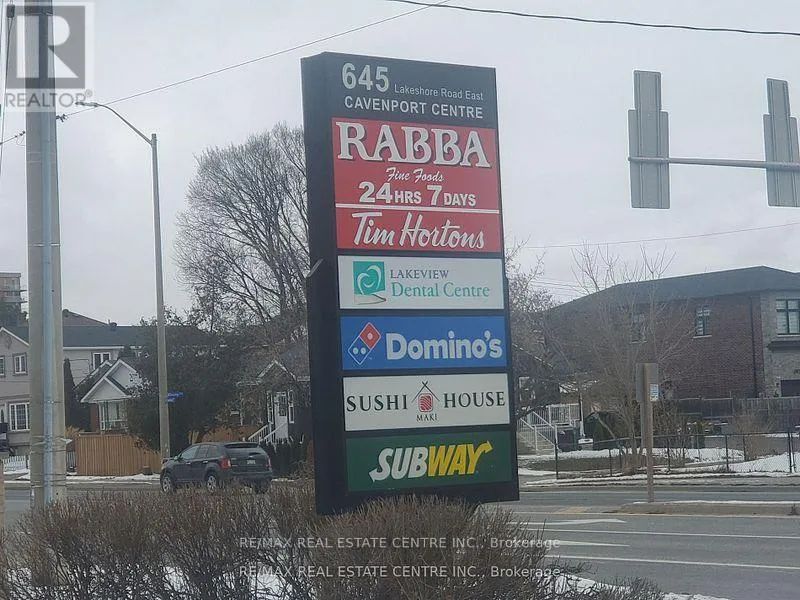 R
REALTOR®
645 Lakeshore Road East
CAVENPORT CENTRE
RABBA
Fine Foods
24 HRS 7 DAYS
Tim Hortons
LAKEVIEW
Dental Centre
Domino's
SUSHI HOUSE
MAKI
SUBWAY
RE/MAX REAL ESTATE CENTRE INC., Brokerage
RE/MAX REAL ESTATE CENTRE INC., Brokerage